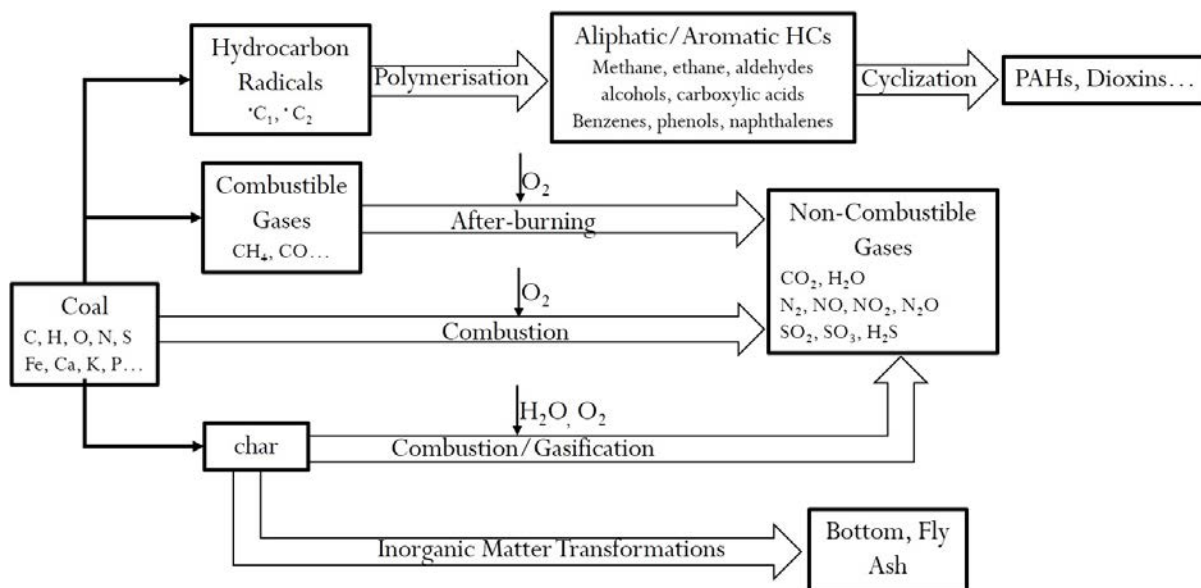 Hydrocarbon
Radicals
•C₁, •C₂
Polymerisation
Aliphatic/Aromatic HCs
Methane, ethane, aldehydes
alcohols, carboxylic acids
Benzenes, phenols, naphthalenes
Cyclization
PAHs, Dioxins…
Combustible
Gases
CH₄, CO…
O₂
After-burning
Non-Combustible
Gases
CO₂, H₂O
N₂, NO, NO₂, N₂O
SO₂, SO₃, H₂S
Coal
C, H, O, N, S
Fe, Ca, K, P…
O₂
Combustion
H₂O, O₂
char
Combustion/Gasification
Inorganic Matter Transformations
Bottom, Fly
Ash